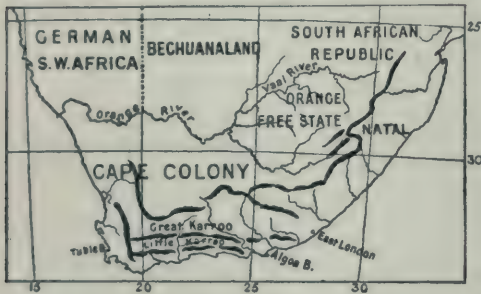 GERMAN
S.W. AFRICA
BECHUANALAND
SOUTH AFRICAN
REPUBLIC
25
Vaal River
Orange River
ORANGE
FREE STATE
NATAL
30
CAPE COLONY
Great Karroo
Little Karroo
Table B.
East London
Algoa B.
15
20
25
30